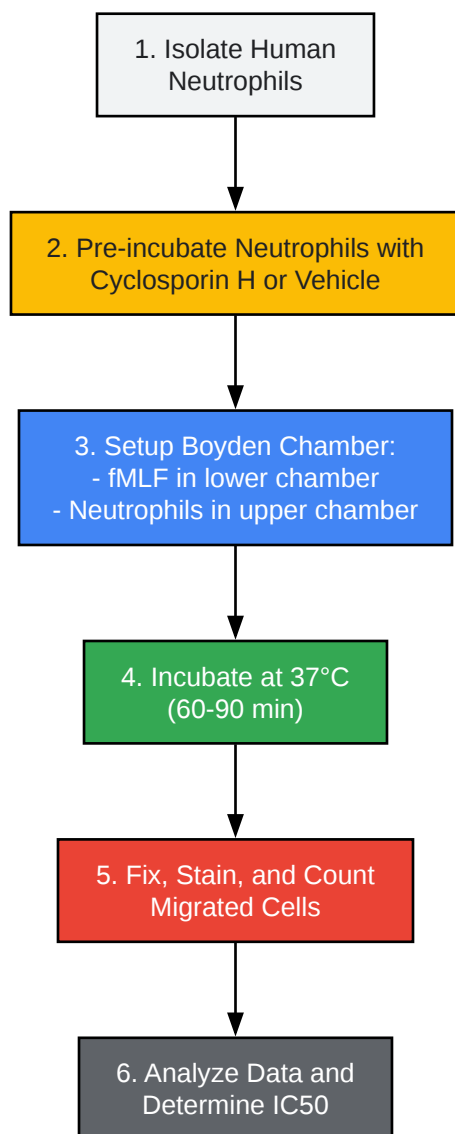 1. Isolate Human
Neutrophils
2. Pre-incubate Neutrophils with
Cyclosporin H or Vehicle
3. Setup Boyden Chamber:
- fMLF in lower chamber
- Neutrophils in upper chamber
4. Incubate at 37°C
(60-90 min)
5. Fix, Stain, and Count
Migrated Cells
6. Analyze Data and
Determine IC50